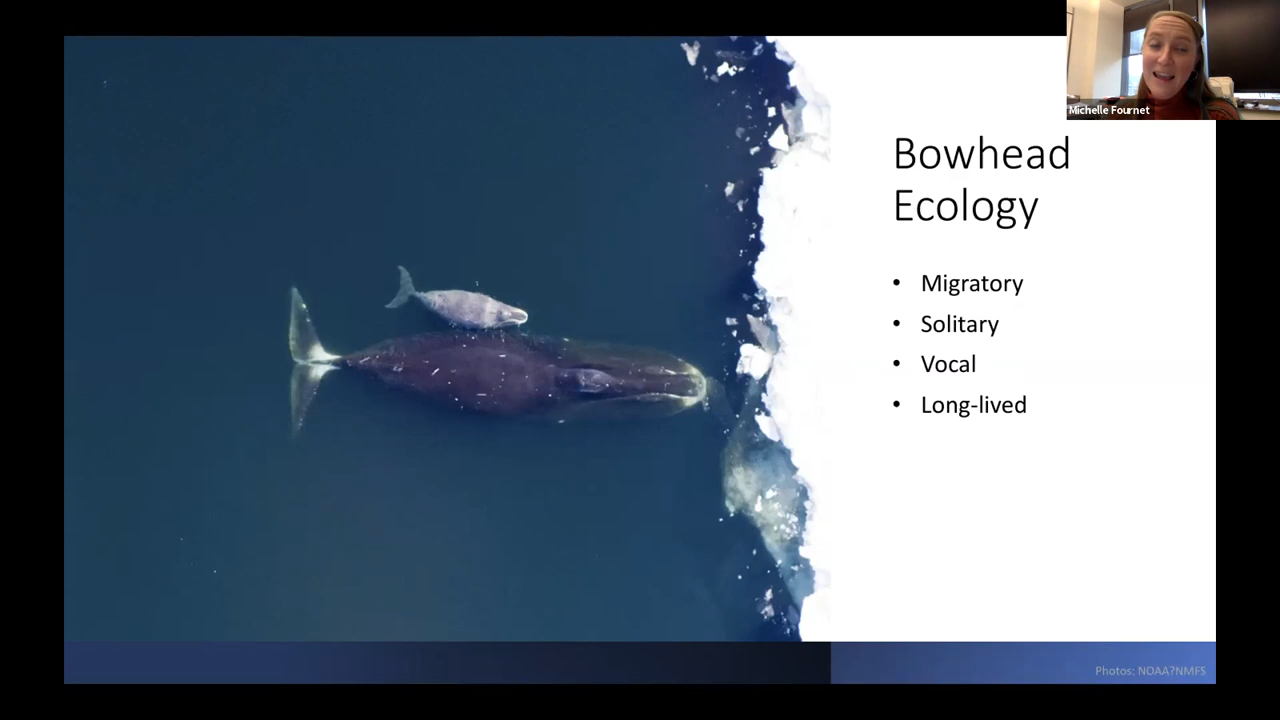 Michelle Fournet
Bowhead
Ecology
• Migratory
• Solitary
• Vocal
• Long-lived
Photos: NOAA?NMFS